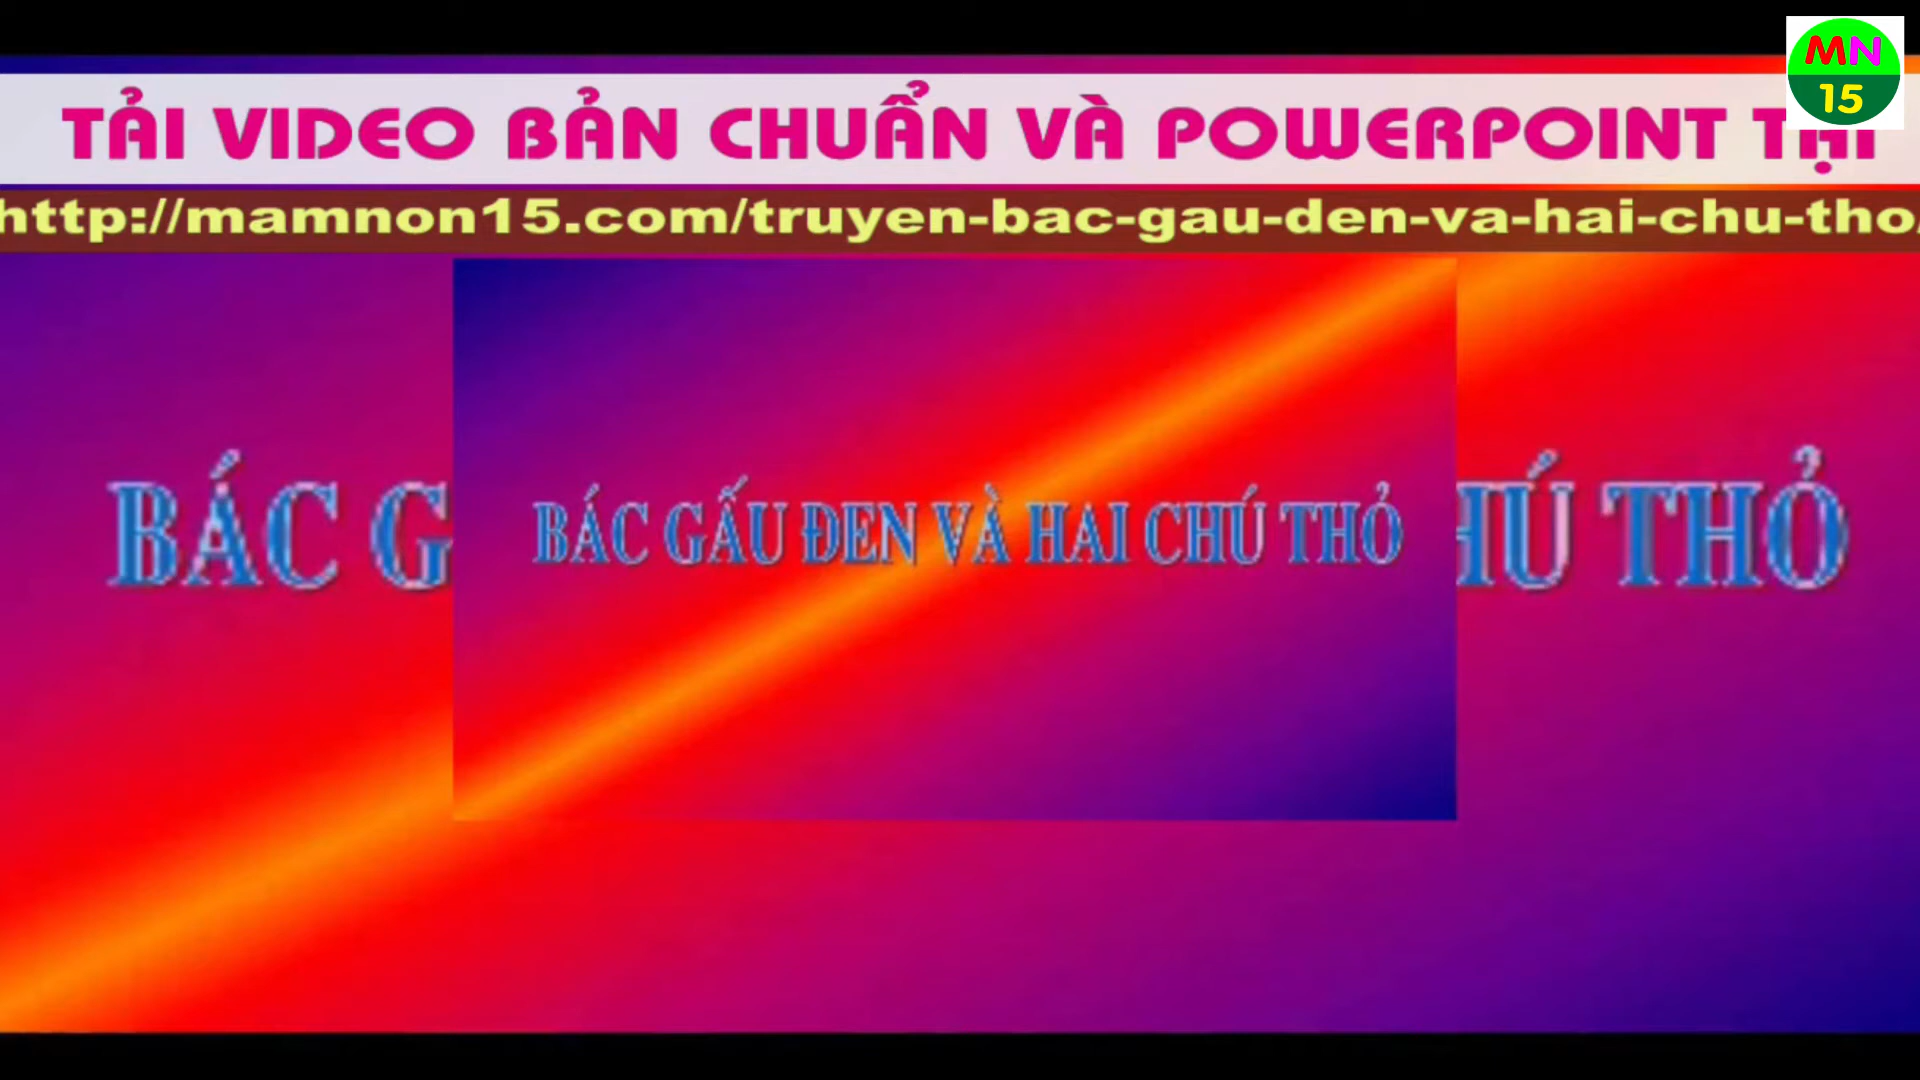 MN
15
TẢI VIDEO BẢN CHUẨN VÀ POWERPOINT TẠI
http://mamnon15.com/truyen-bac-gau-den-va-hai-chu-tho/
BÁC G
BÁC GẤU ĐEN VÀ HAI CHÚ THỎ
HÚ THỎ